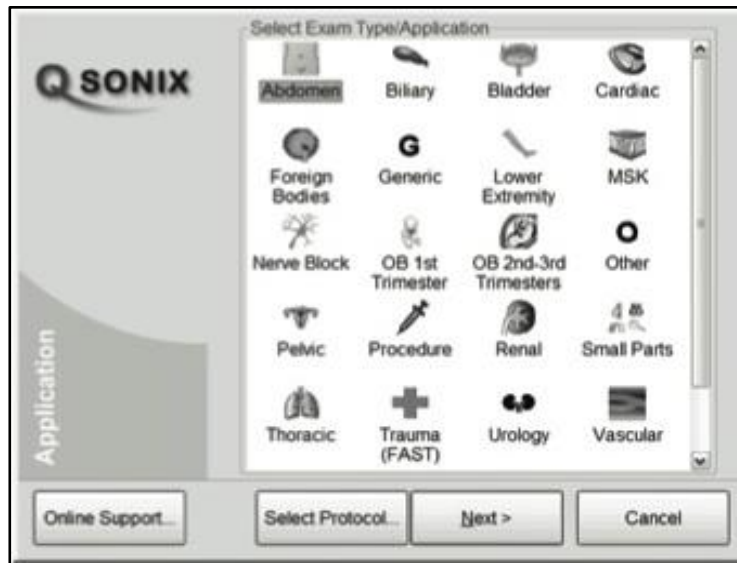 Select Exam Type/Application
Q SONIX
Abdomen
Biliary
Bladder
Cardiac
Foreign
Bodies
G
Generic
Lower
Extremity
MSK
Nerve Block
OB 1st
Trimester
OB 2nd-3rd
Trimesters
O
Other
Pelvic
Procedure
Renal
Small Parts
Thoracic
Trauma
(FAST)
Urology
Vascular
Application
Online Support...
Select Protocol...
Next >
Cancel